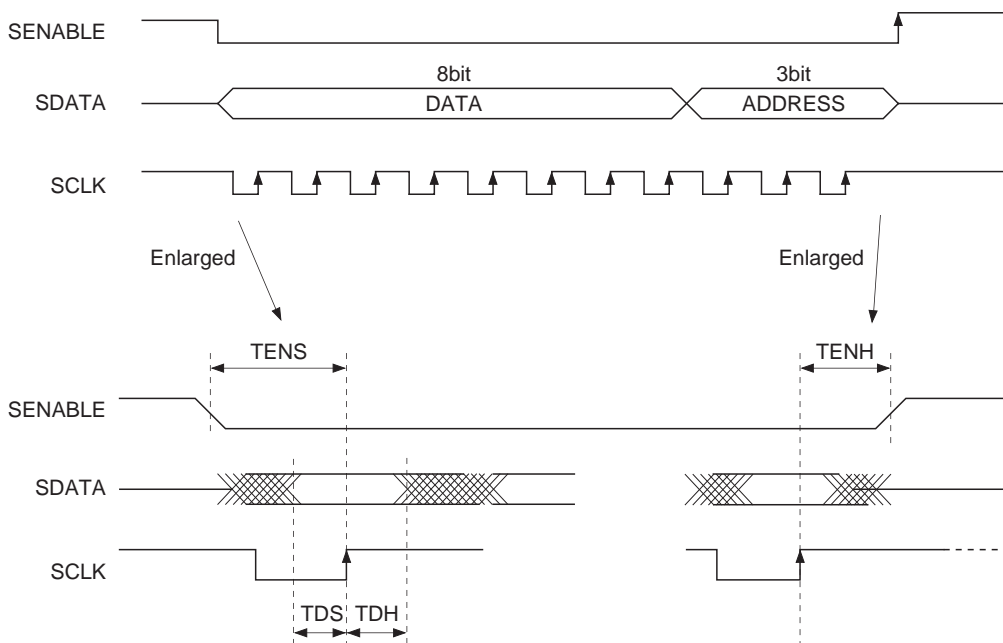 SENABLE
8bit
3bit
SDATA
DATA
ADDRESS
SCLK
Enlarged
Enlarged
TENS
TENH
SENABLE
SDATA
SCLK
TDS
TDH